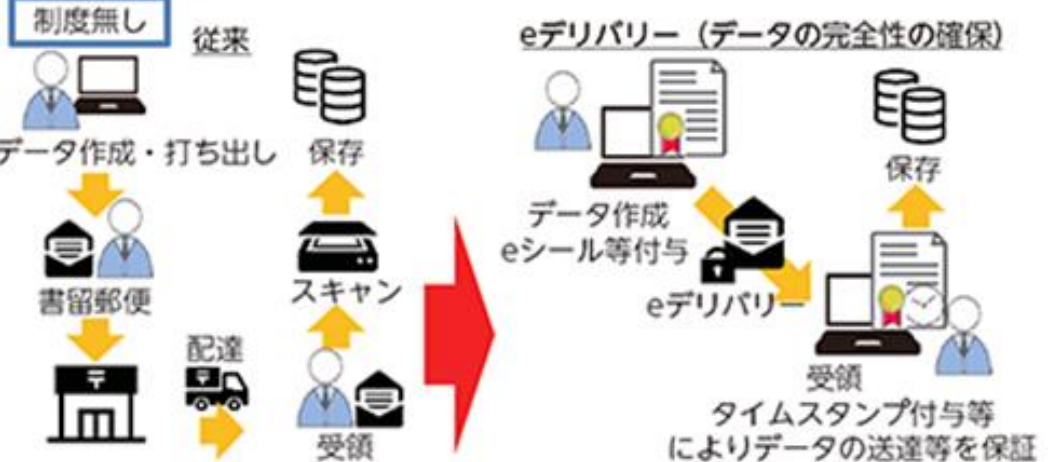 制度無し
従来
データ作成・打ち出し
書留郵便
配達
受領
スキャン
保存
eデリバリー（データの完全性の確保）
データ作成
eシール等付与
eデリバリー
受領
タイムスタンプ付与等
によりデータの送達等を保証
保存